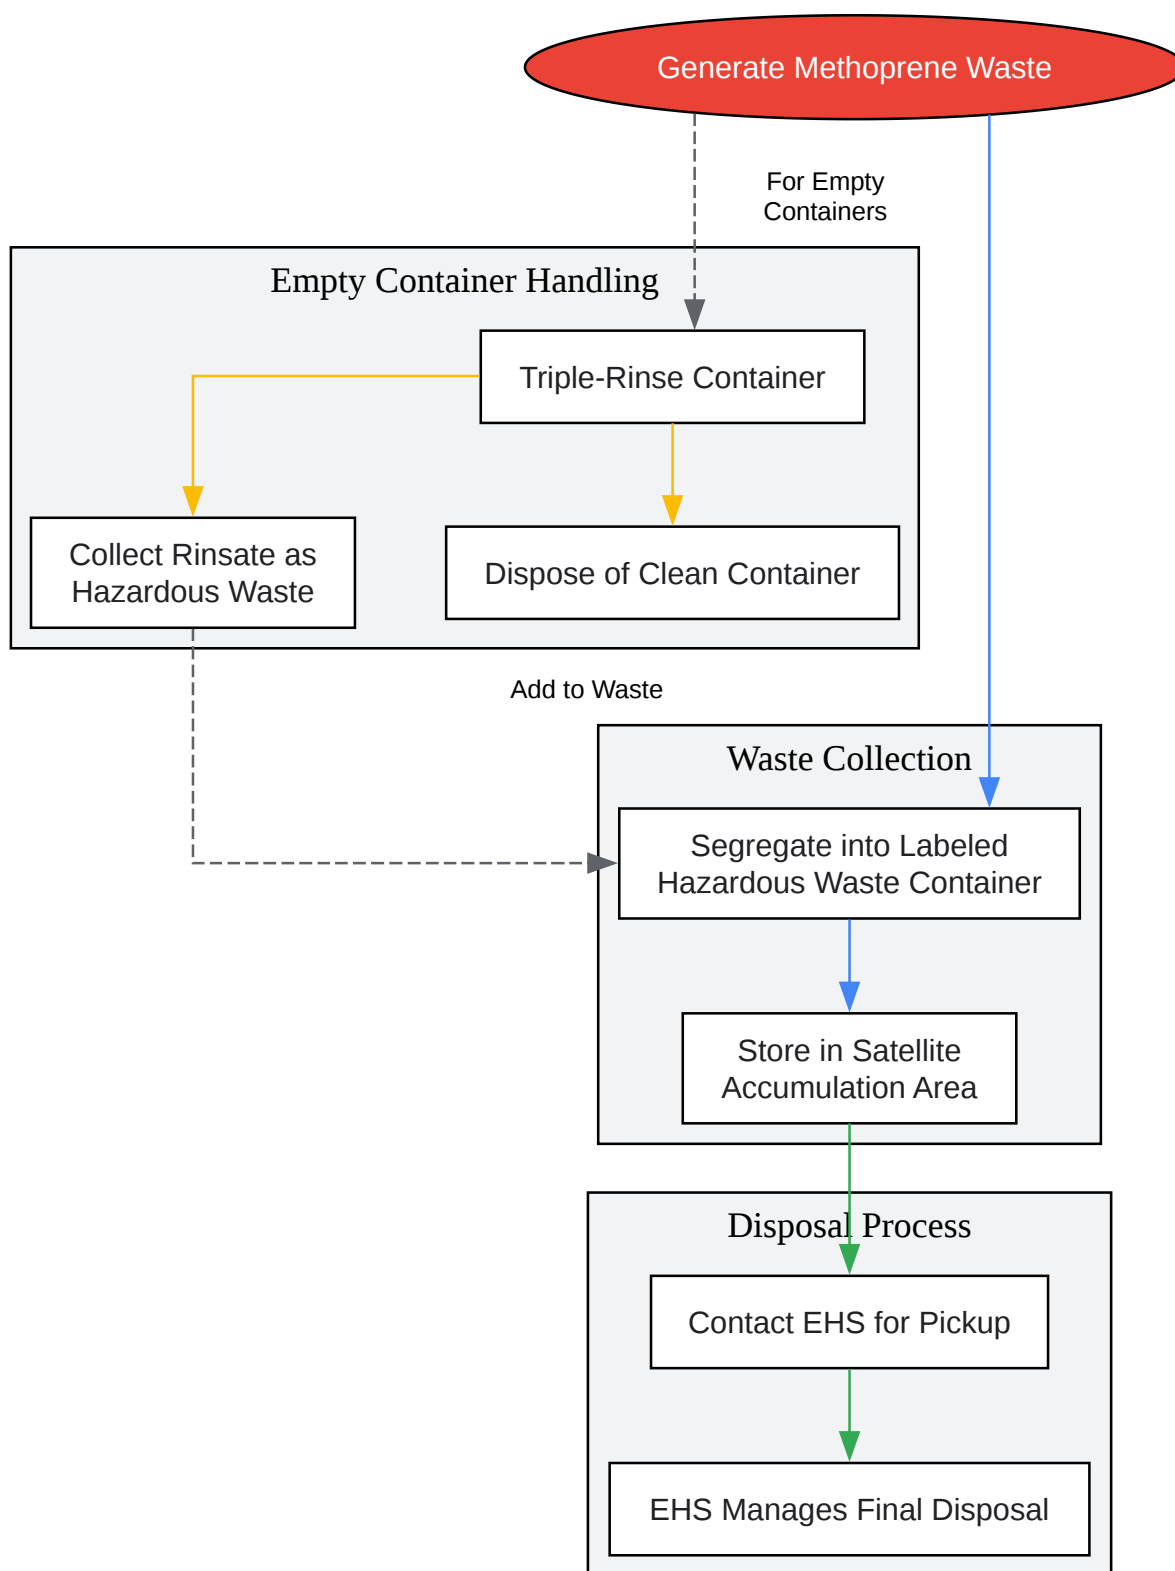 Generate Methoprene Waste
For Empty
Containers
Empty Container Handling
Triple-Rinse Container
Collect Rinsate as
Hazardous Waste
Dispose of Clean Container
Add to Waste
Waste Collection
Segregate into Labeled
Hazardous Waste Container
Store in Satellite
Accumulation Area
Disposal Process
Contact EHS for Pickup
EHS Manages Final Disposal